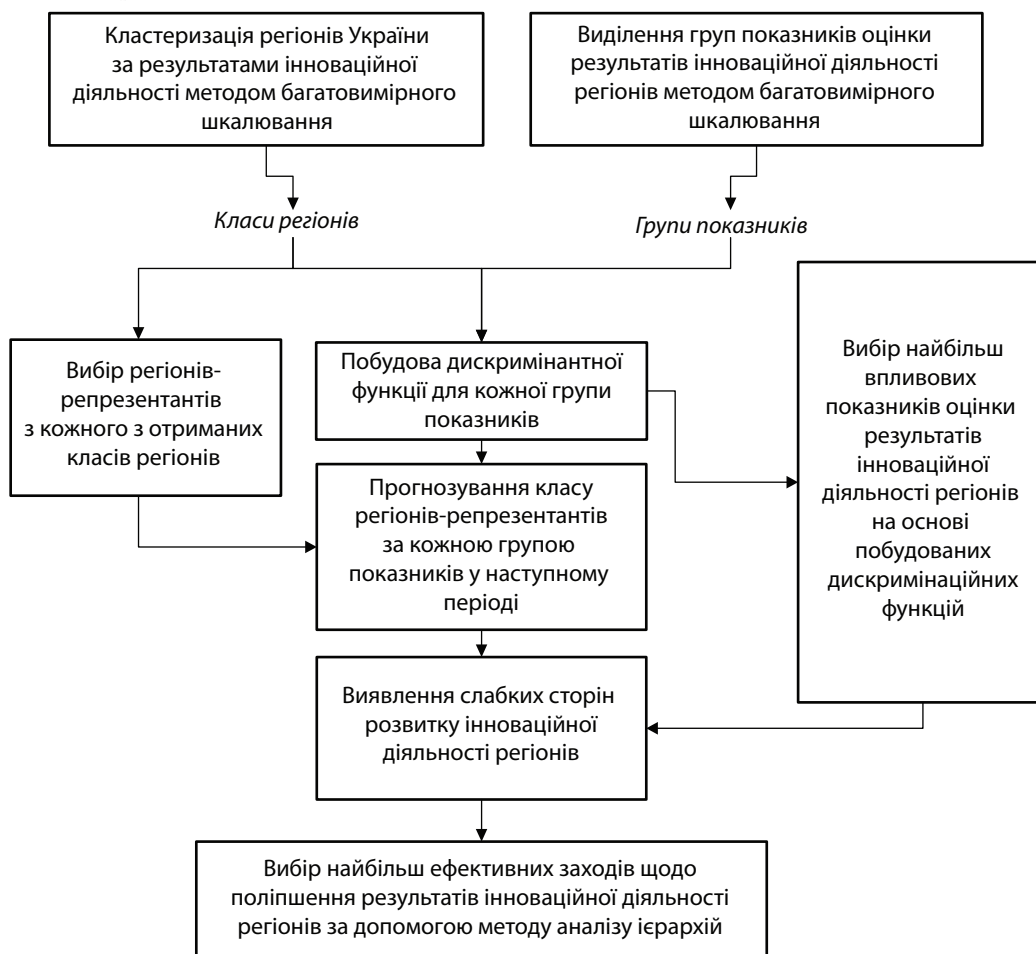 Кластеризація регіонів України
за результатами інноваційної
діяльності методом багатовимірного
шкалювання
Виділення груп показників оцінки
результатів інноваційної діяльності
регіонів методом багатовимірного
шкалювання
Класи регіонів
Групи показників
Вибір регіонів-
репрезентантів
з кожного з отриманих
класів регіонів
Побудова дискримінантної
функції для кожної групи
показників
Вибір найбільш
впливових
показників оцінки
результатів
інноваційної
діяльності регіонів
на основі
побудованих
дискримінаційних
функцій
Прогнозування класу
регіонів-репрезентантів
за кожною групою
показників у наступному
періоді
Виявлення слабких сторін
розвитку інноваційної
діяльності регіонів
Вибір найбільш ефективних заходів щодо
поліпшення результатів інноваційної діяльності
регіонів за допомогою методу аналізу ієрархій